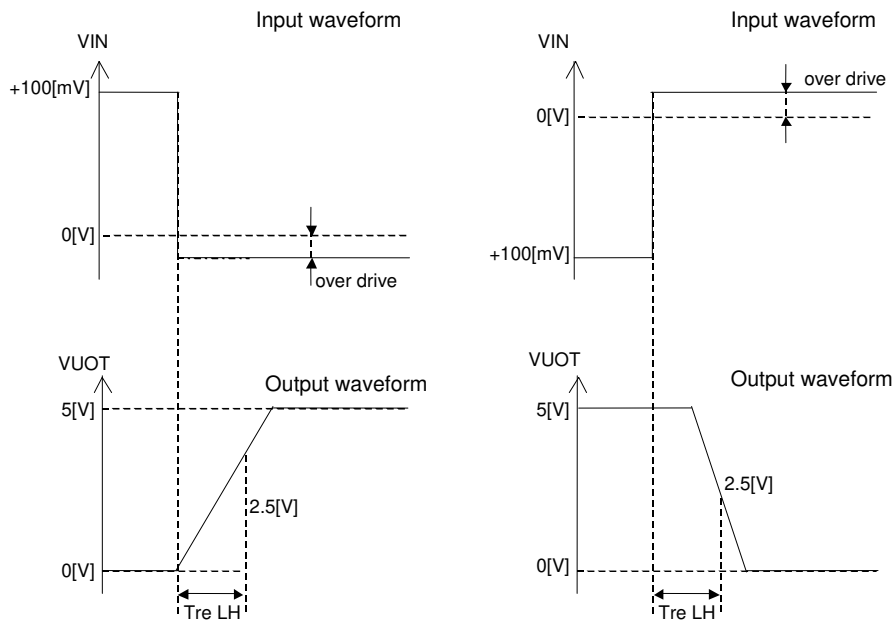 Input waveform
VIN
+100[mV]
0[V]
over drive
VUOT
Output waveform
5[V]
2.5[V]
0[V]
Tre LH
Input waveform
VIN
over drive
0[V]
+100[mV]
VUOT
Output waveform
5[V]
2.5[V]
0[V]
Tre LH